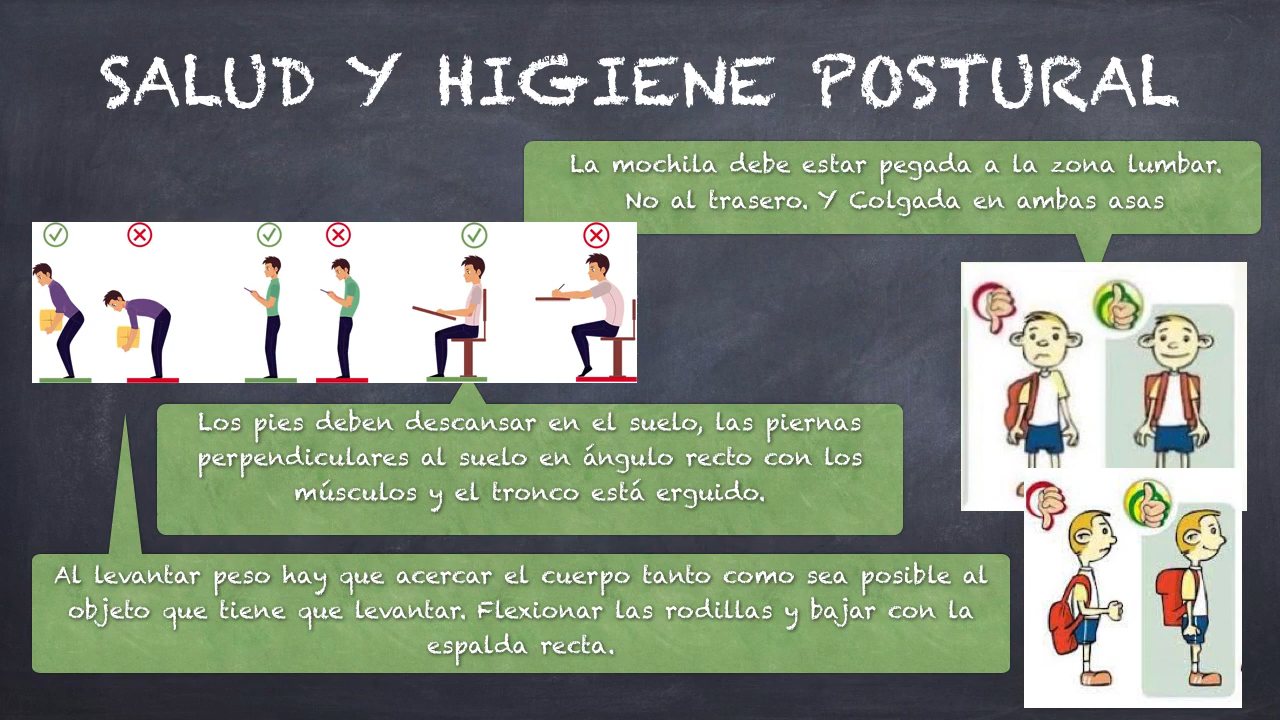 SALUD Y HIGIENE POSTURAL
La mochila debe estar pegada a la zona lumbar.
No al trasero. Y Colgada en ambas asas
Los pies deben descansar en el suelo, las piernas
perpendiculares al suelo en ángulo recto con los
músculos y el tronco está erguido.
Al levantar peso hay que acercar el cuerpo tanto como sea posible al
objeto que tiene que levantar. Flexionar las rodillas y bajar con la
espalda recta.